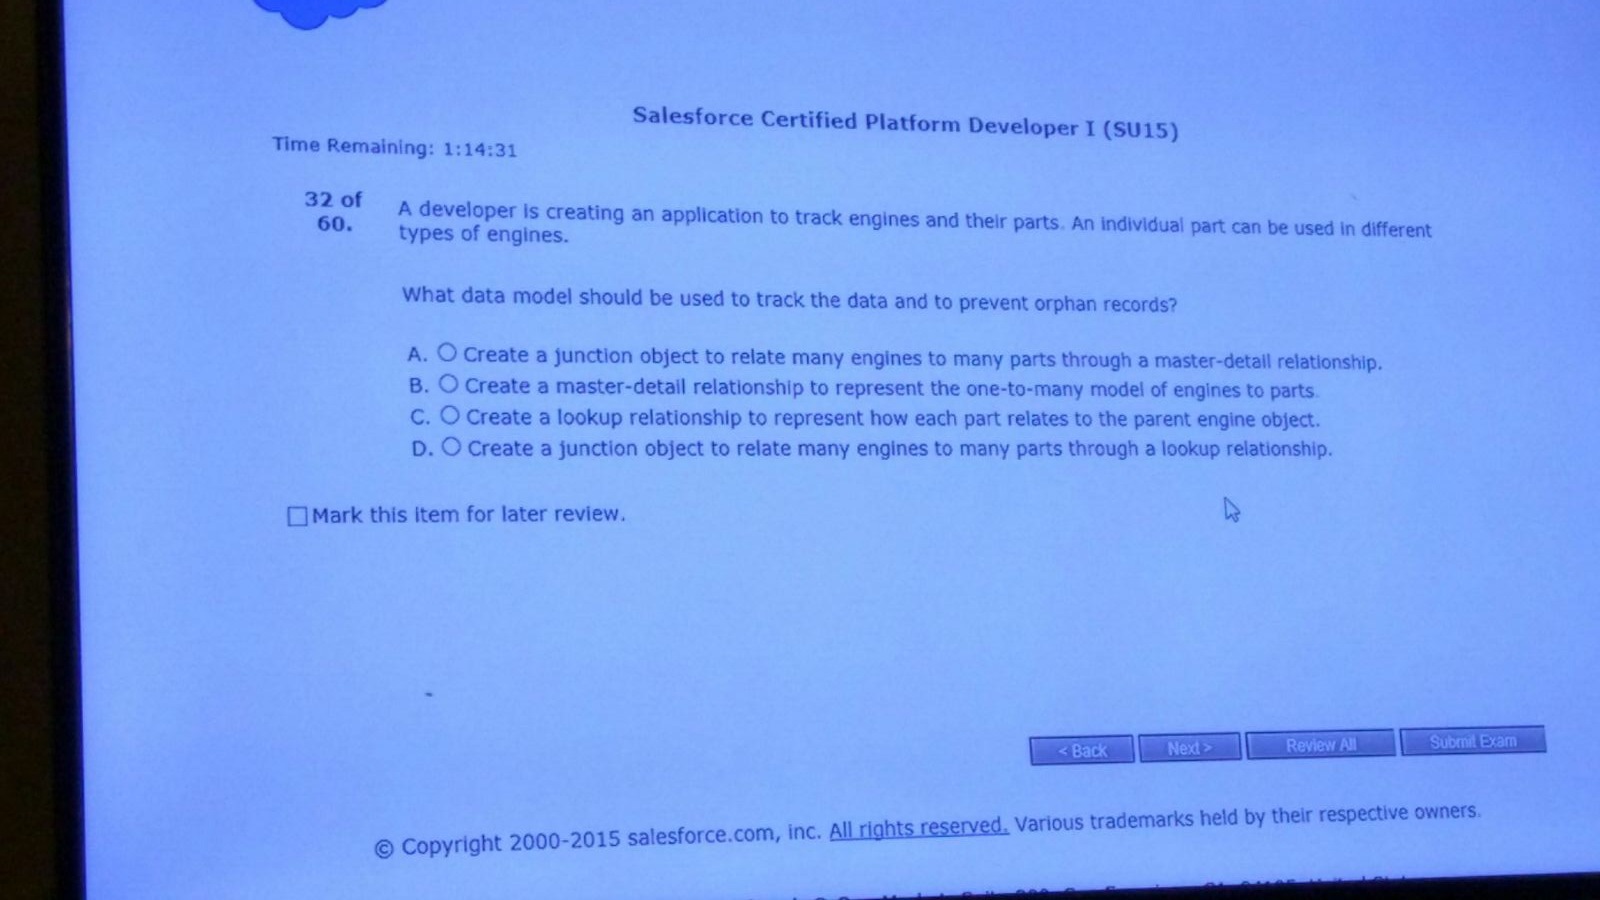 Salesforce Certified Platform Developer I (SU15)
Time Remaining: 1:14:31
32 of
60.
A developer is creating an application to track engines and their parts. An individual part can be used in different
types of engines.
What data model should be used to track the data and to prevent orphan records?
A. Create a junction object to relate many engines to many parts through a master-detail relationship.
B. Create a master-detail relationship to represent the one-to-many model of engines to parts.
C. Create a lookup relationship to represent how each part relates to the parent engine object.
D. Create a junction object to relate many engines to many parts through a lookup relationship.
Mark this item for later review.
< Back Next > Review All Submit Exam
© Copyright 2000-2015 salesforce.com, inc. All rights reserved. Various trademarks held by their respective owners.